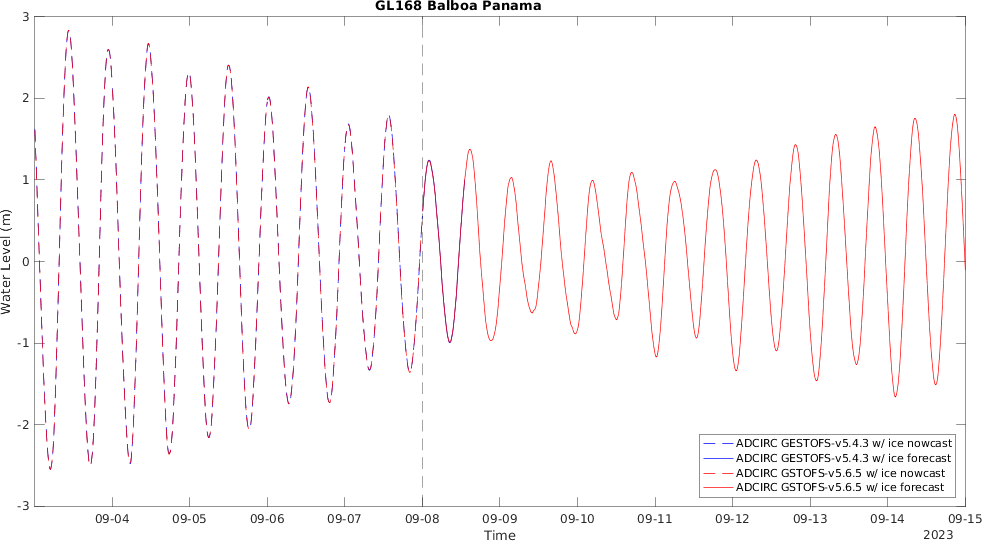 GL168 Balboa Panama
3
2
1
0
-1
-2
-3
Water Level (m)
ADCIRC GESTOFS-v5.4.3 w/ ice nowcast
ADCIRC GESTOFS-v5.4.3 w/ ice forecast
ADCIRC GSTOFS-v5.6.5 w/ ice nowcast
ADCIRC GSTOFS-v5.6.5 w/ ice forecast
09-04 09-05 09-06 09-07 09-08 09-09 09-10 09-11 09-12 09-13 09-14 09-15
Time
2023